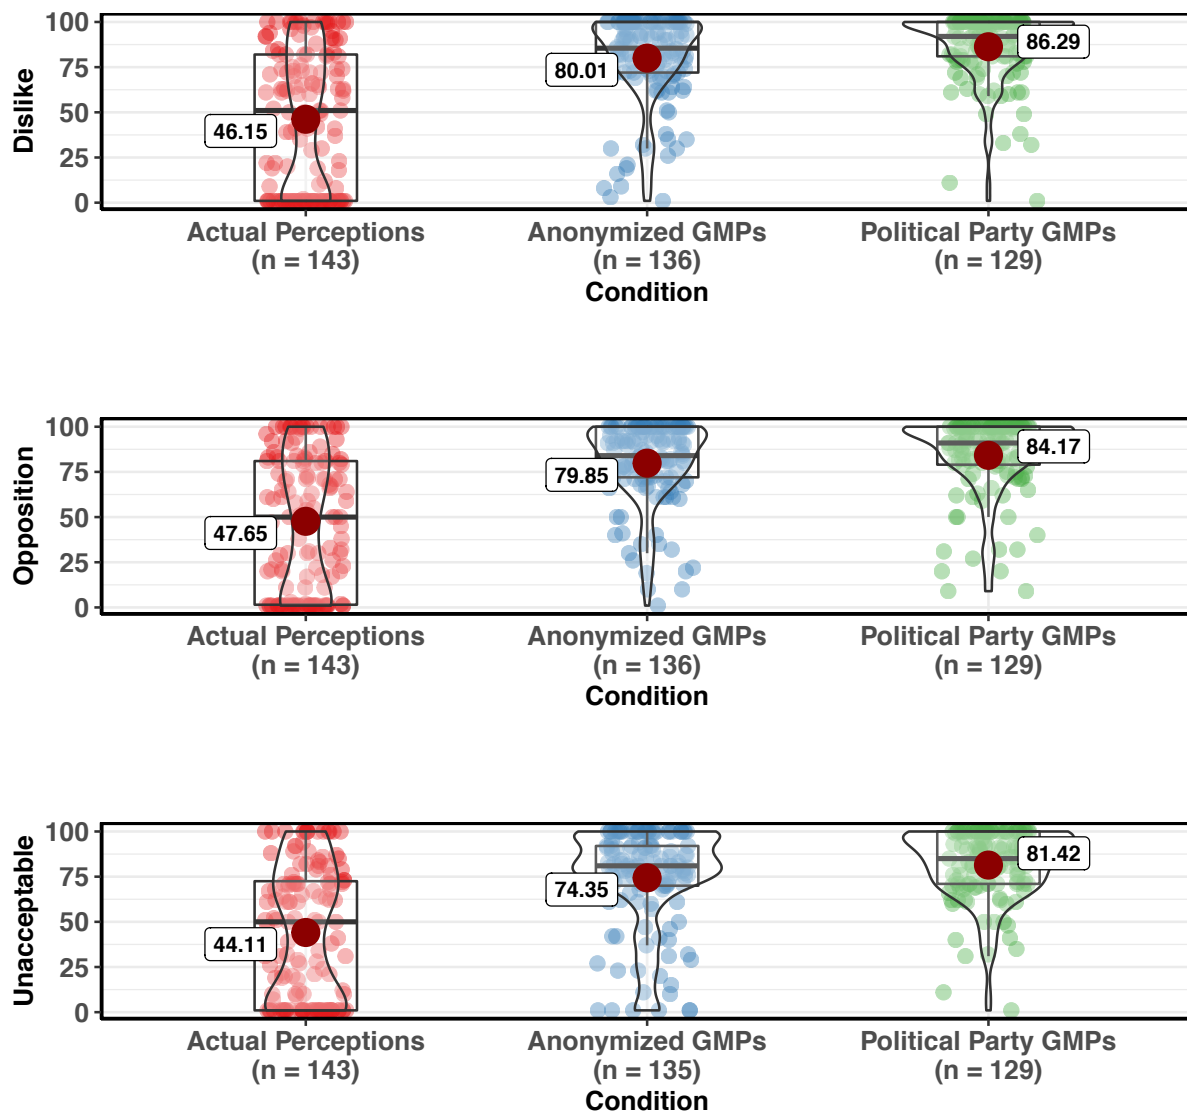 Dislike
100
75
50
25
0
46.15
80.01
86.29
Actual Perceptions Anonymized GMPs Political Party GMPs
(n = 143) (n = 136) (n = 129)
Condition
Opposition
100
75
50
25
0
47.65
79.85
84.17
Actual Perceptions Anonymized GMPs Political Party GMPs
(n = 143) (n = 136) (n = 129)
Condition
Unacceptable
100
75
50
25
0
44.11
74.35
81.42
Actual Perceptions Anonymized GMPs Political Party GMPs
(n = 143) (n = 135) (n = 129)
Condition